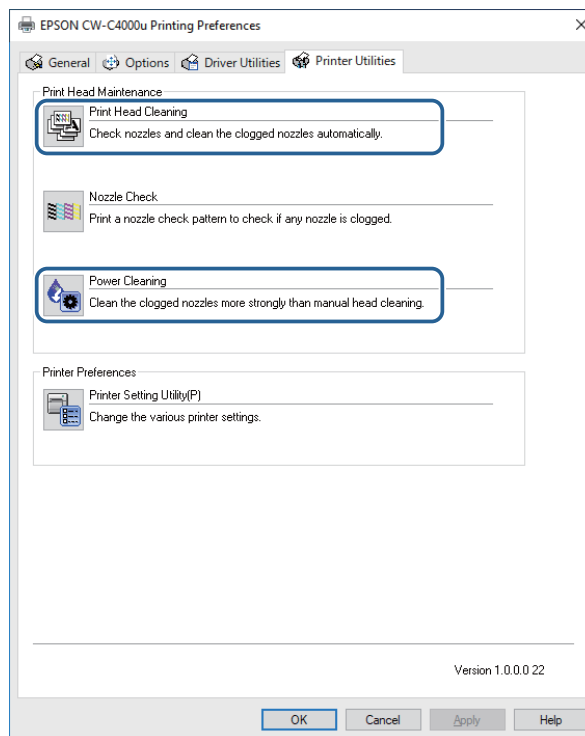 EPSON CW-C4000u Printing Preferences
General Options Driver Utilities Printer Utilities
Print Head Maintenance
Print Head Cleaning
Check nozzles and clean the clogged nozzles automatically.
Nozzle Check
Print a nozzle check pattern to check if any nozzle is clogged.
Power Cleaning
Clean the clogged nozzles more strongly than manual head cleaning.
Printer Preferences
Printer Setting Utility(P)
Change the various printer settings.
Version 1.0.0.0 22
OK Cancel Apply Help